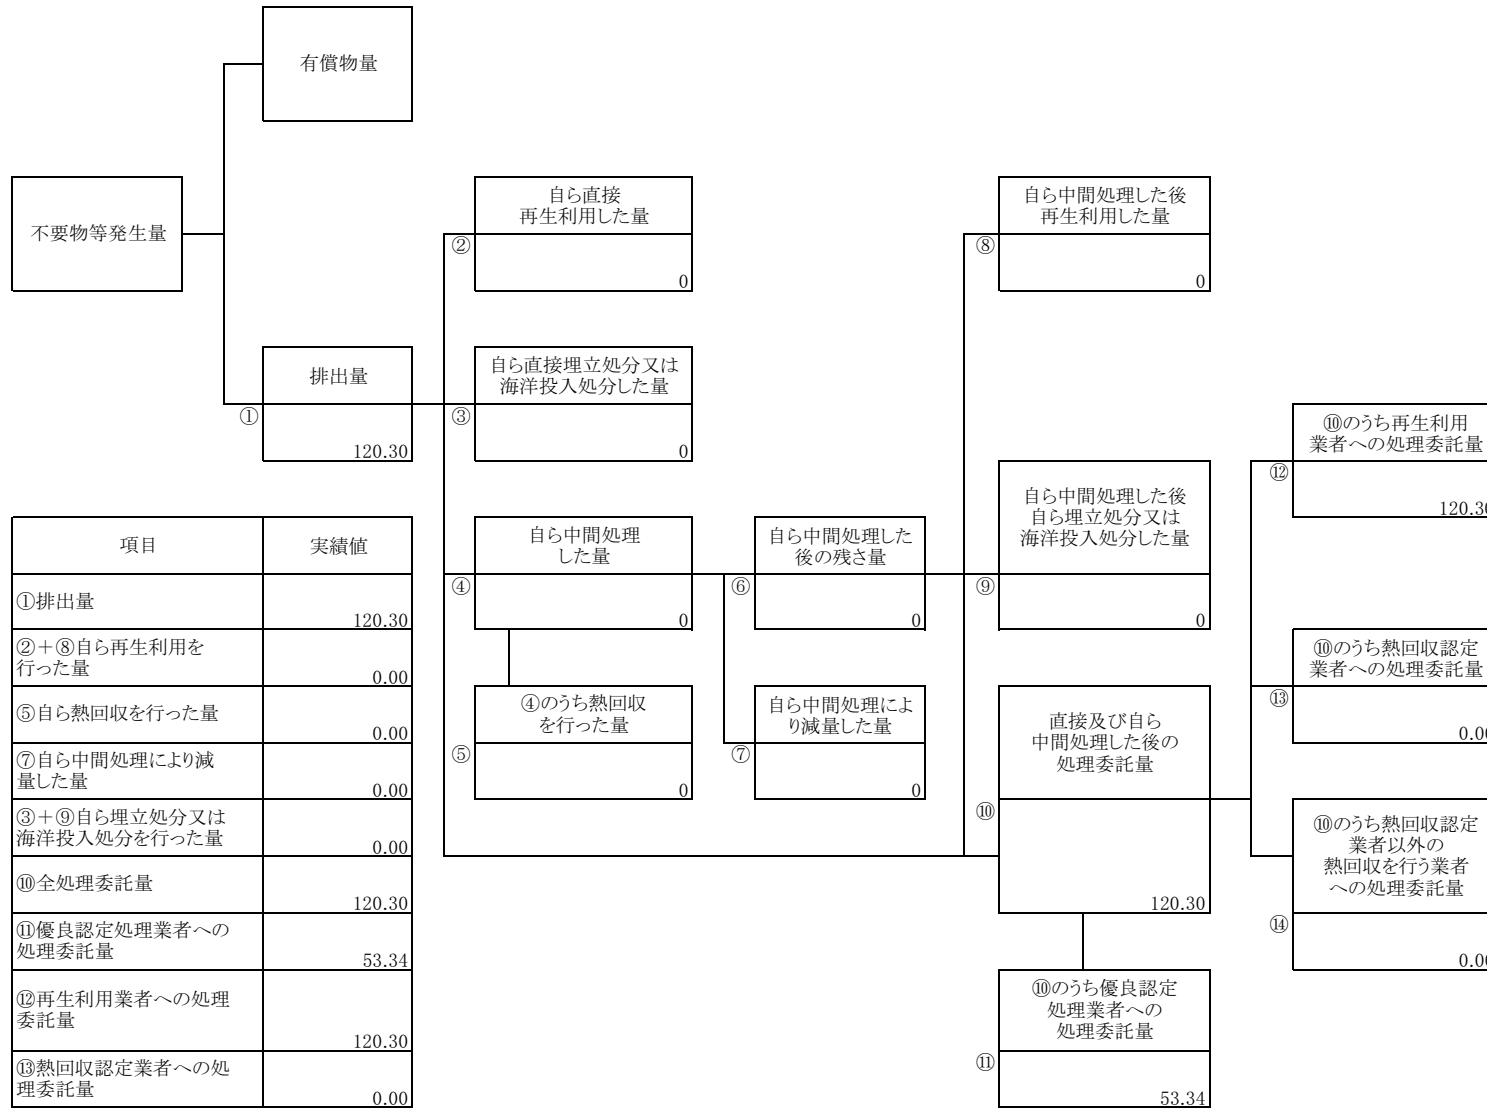 有償物量
不要物等発生量
自ら直接
再生利用した量
②
0
自ら中間処理した後
再生利用した量
⑧
0
排出量
①
120.30
自ら直接埋立処分又は
海洋投入処分した量
③
0
⑩のうち再生利用
業者への処理委託量
⑫
120.30
自ら中間処理
した量
④
0
自ら中間処理した
後の残さ量
⑥
0
自ら中間処理した後
自ら埋立処分又は
海洋投入処分した量
⑨
0
⑩のうち熱回収認定
業者への処理委託量
⑬
0.00
④のうち熱回収
を行った量
⑤
0
自ら中間処理によ
り減量した量
⑦
0
直接及び自ら
中間処理した後の
処理委託量
⑩
120.30
⑩のうち熱回収認定
業者以外の
熱回収を行う業者
への処理委託量
⑭
0.00
⑩のうち優良認定
処理業者への
処理委託量
⑪
53.34
項目 実績値
①排出量
120.30
②＋⑧自ら再生利用を
行った量
0.00
⑤自ら熱回収を行った量
0.00
⑦自ら中間処理により減
量した量
0.00
③＋⑨自ら埋立処分又は
海洋投入処分を行った量
0.00
⑩全処理委託量
120.30
⑪優良認定処理業者への
処理委託量
53.34
⑫再生利用業者への処理
委託量
120.30
⑬熱回収認定業者への処
理委託量
0.00